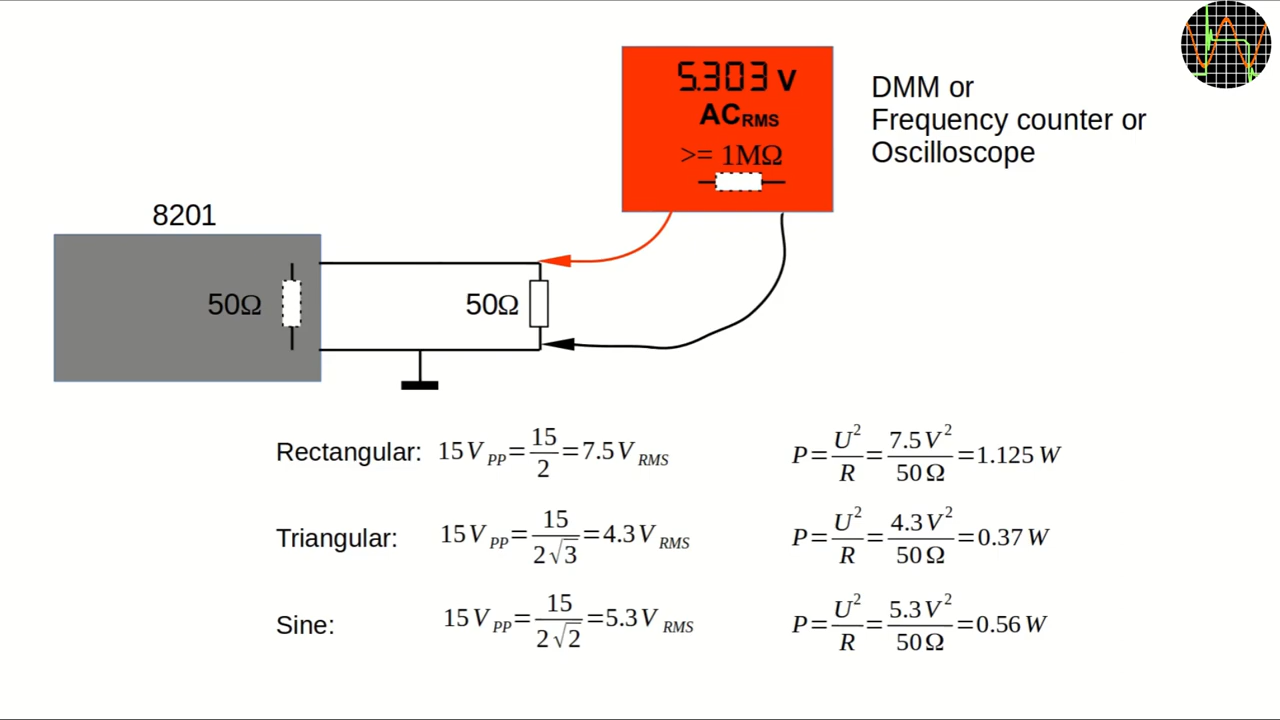 5.303 V
AC RMS
>= 1MΩ
DMM or
Frequency counter or
Oscilloscope
8201
50Ω
50Ω
Rectangular: 15 V PP = 15/2 = 7.5 V RMS P = U²/R = 7.5 V²/50 Ω = 1.125 W
Triangular: 15 V PP = 15/2√3 = 4.3 V RMS P = U²/R = 4.3 V²/50 Ω = 0.37 W
Sine: 15 V PP = 15/2√2 = 5.3 V RMS P = U²/R = 5.3 V²/50 Ω = 0.56 W